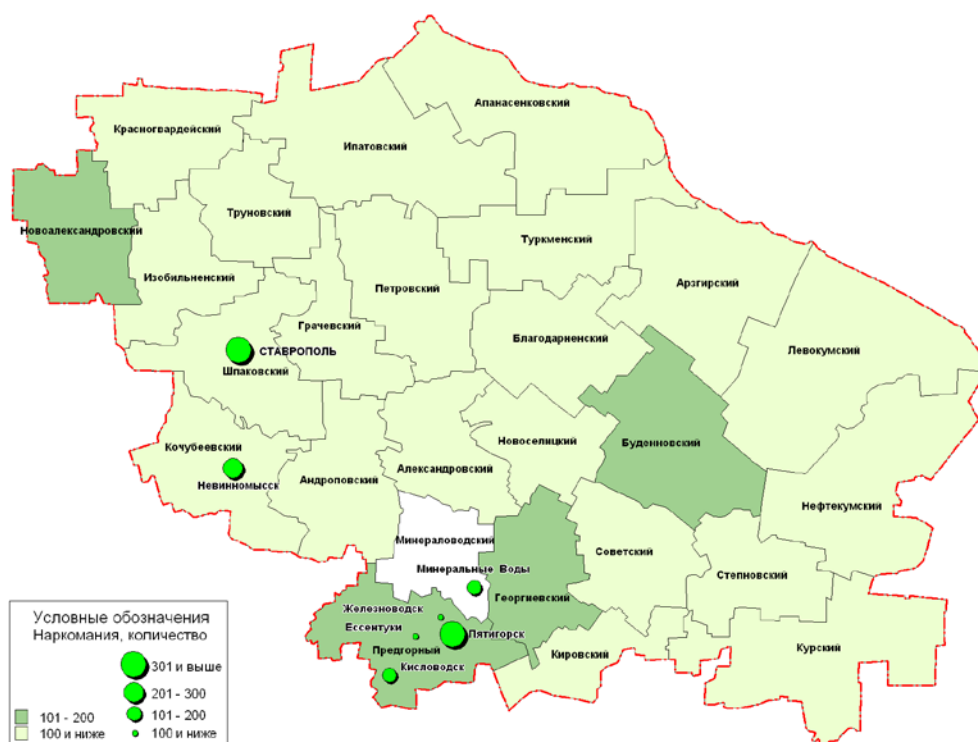 Апанасенковский
Красногвардейский
Ипатовский
Труновский
Новоалександровский
Туркменский
Изобильненский
Петровский
Арзгирский
Грачевский
Благодарненский
СТАВРОПОЛЬ
Левокумский
Шпаковский
Кочубеевский
Новоселицкий
Буденновский
Александровский
Андроповский
Невинномысск
Нефтекумский
Минераловодский
Советский
Минеральные Воды
Степновский
Георгиевский
Железноводск
Ессентуки
Пятигорск
Предгорный
Кировский
Курский
Кисловодск
Условные обозначения
Наркомания, количество
301 и выше
201 - 300
101 - 200
100 и ниже
101 - 200
100 и ниже